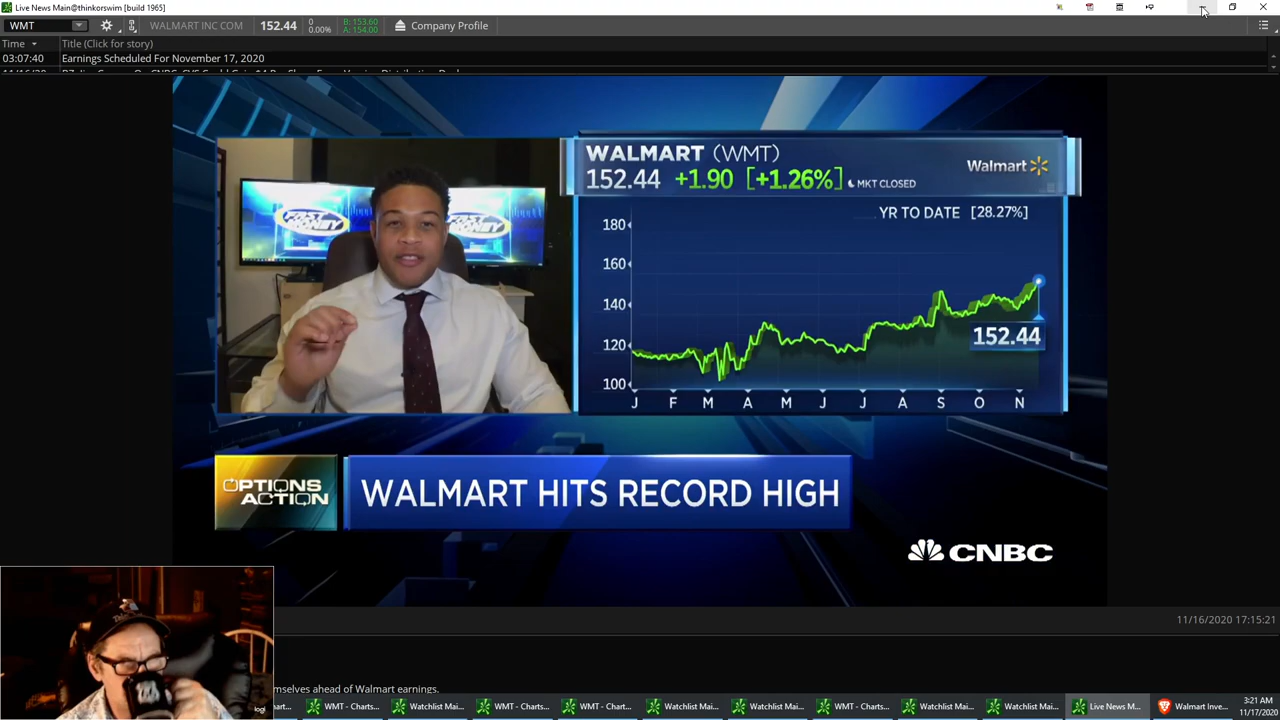 Live News Main@thinkorswim [build 1965]
WMT WALMART INC COM 152.44 0 0.00% B: 153.60 A: 154.00 Company Profile
Time Title (Click for story)
03:07:40 Earnings Scheduled For November 17, 2020
WALMART (WMT)
152.44 +1.90 [+1.26%] MKT CLOSED
Walmart
YR TO DATE [28.27%]
180
160
140
120
100
152.44
J F M A M J J A S O N
FAST MONEY
FAST MONEY
OPTIONS ACTION
WALMART HITS RECORD HIGH
CNBC
11/16/2020 17:15:21
mselves ahead of Walmart earnings.
logi
hart... WMT - Charts... Watchlist Mai... WMT - Charts... WMT - Charts... Watchlist Mai... Watchlist Mai... WMT - Charts... Watchlist Mai... Watchlist Mai... Live News M... Walmart Inve...
3:21 AM
11/17/2020